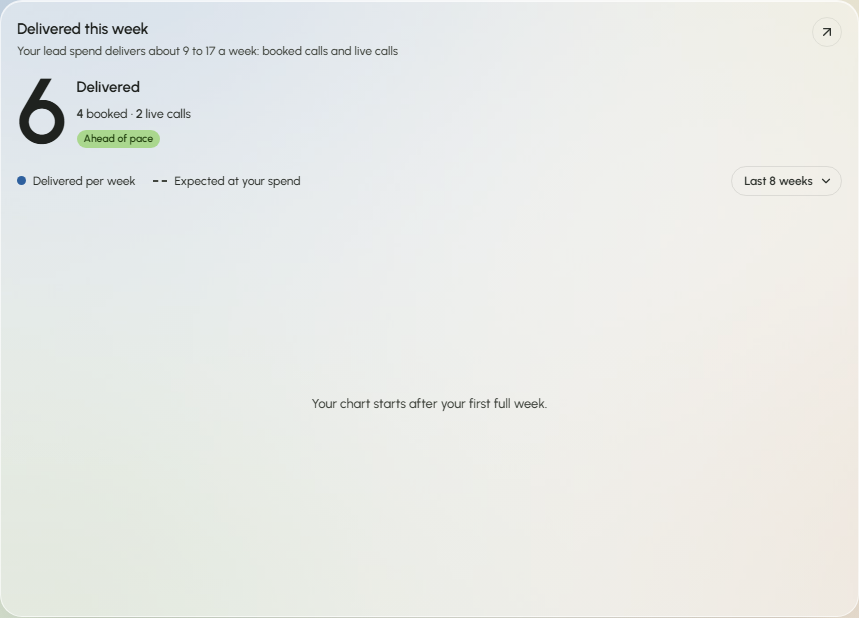 Delivered this week
Your lead spend delivers about 9 to 17 a week: booked calls and live calls
6
Delivered
4 booked · 2 live calls
Ahead of pace
Delivered per week
Expected at your spend
Last 8 weeks
Your chart starts after your first full week.